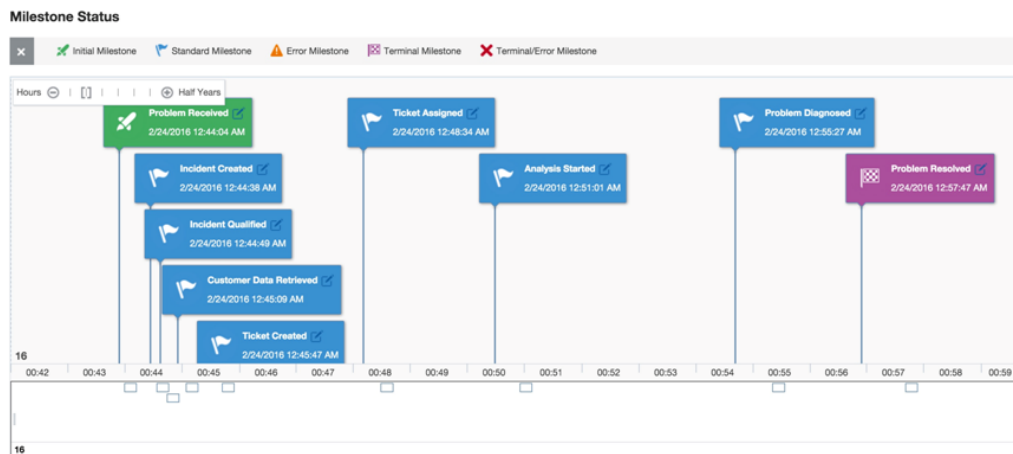 Milestone Status
× Initial Milestone Standard Milestone Error Milestone Terminal Milestone Terminal/Error Milestone
Hours Half Years
Problem Received
2/24/2016 12:44:04 AM
Incident Created
2/24/2016 12:44:38 AM
Incident Qualified
2/24/2016 12:44:49 AM
Customer Data Retrieved
2/24/2016 12:45:09 AM
Ticket Created
2/24/2016 12:45:47 AM
Ticket Assigned
2/24/2016 12:48:34 AM
Analysis Started
2/24/2016 12:51:01 AM
Problem Diagnosed
2/24/2016 12:55:27 AM
Problem Resolved
2/24/2016 12:57:47 AM
16
00:42 00:43 00:44 00:45 00:46 00:47 00:48 00:49 00:50 00:51 00:52 00:53 00:54 00:55 00:56 00:57 00:58 00:59
16